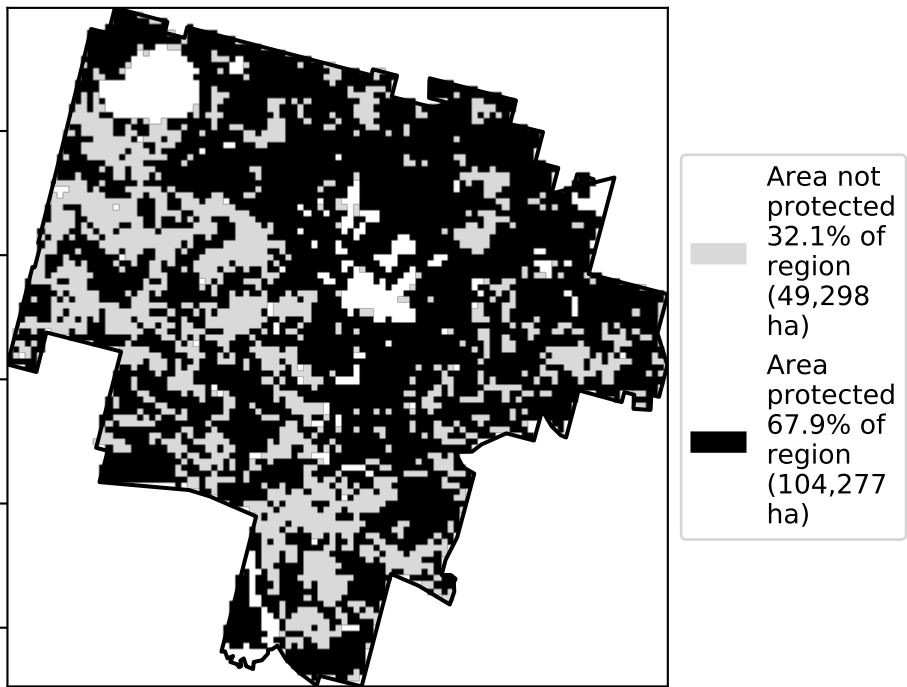 Area not
protected
32.1% of
region
(49,298
ha)
Area
protected
67.9% of
region
(104,277
ha)